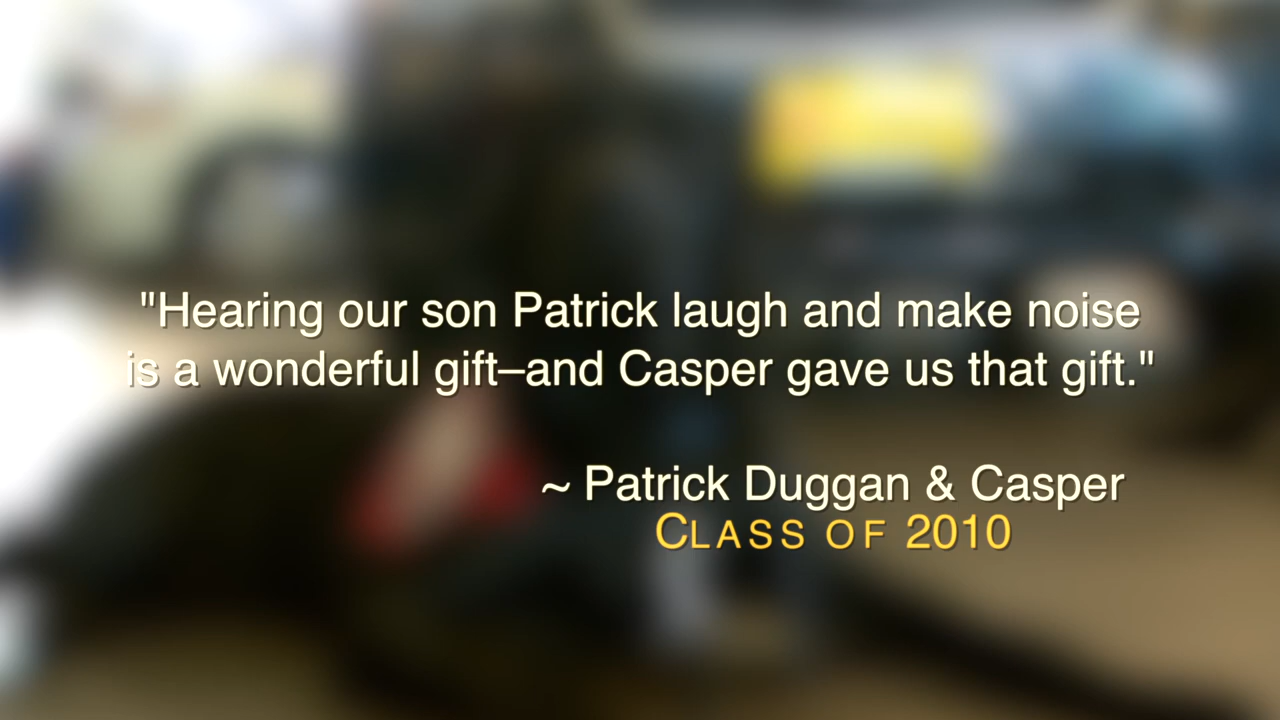 "Hearing our son Patrick laugh and make noise
is a wonderful gift–and Casper gave us that gift."
~ Patrick Duggan & Casper
CLASS OF 2010